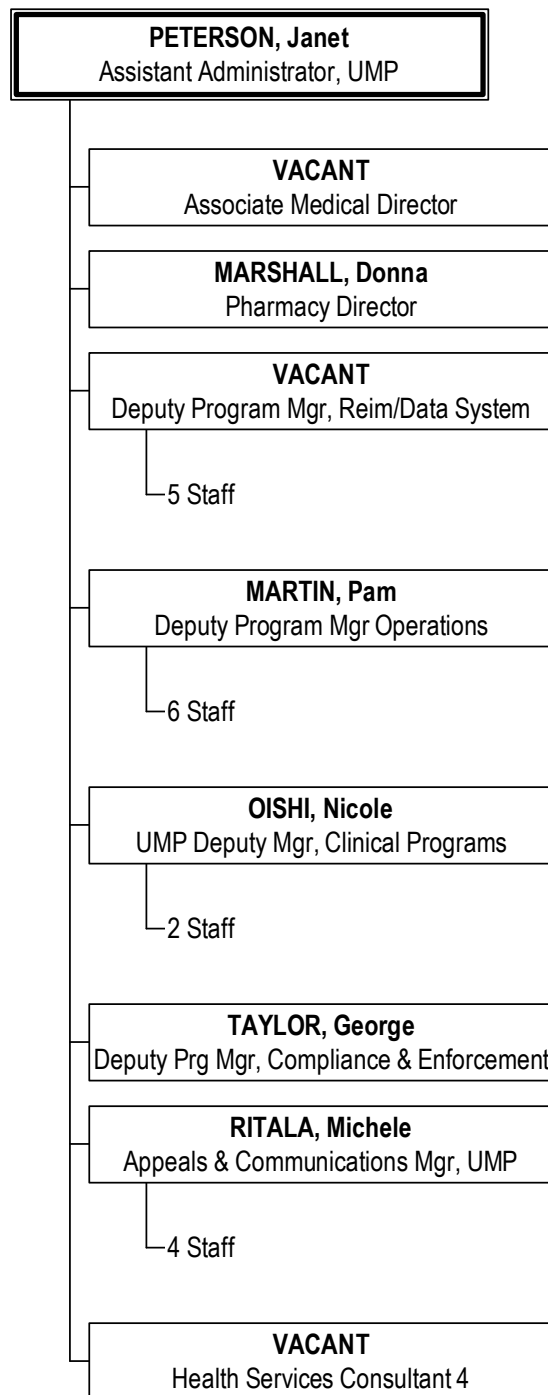 PETERSON, Janet
Assistant Administrator, UMP
VACANT
Associate Medical Director
MARSHALL, Donna
Pharmacy Director
VACANT
Deputy Program Mgr, Reim/Data System
5 Staff
MARTIN, Pam
Deputy Program Mgr Operations
6 Staff
OISHI, Nicole
UMP Deputy Mgr, Clinical Programs
2 Staff
TAYLOR, George
Deputy Prg Mgr, Compliance & Enforcement
RITALA, Michele
Appeals & Communications Mgr, UMP
4 Staff
VACANT
Health Services Consultant 4